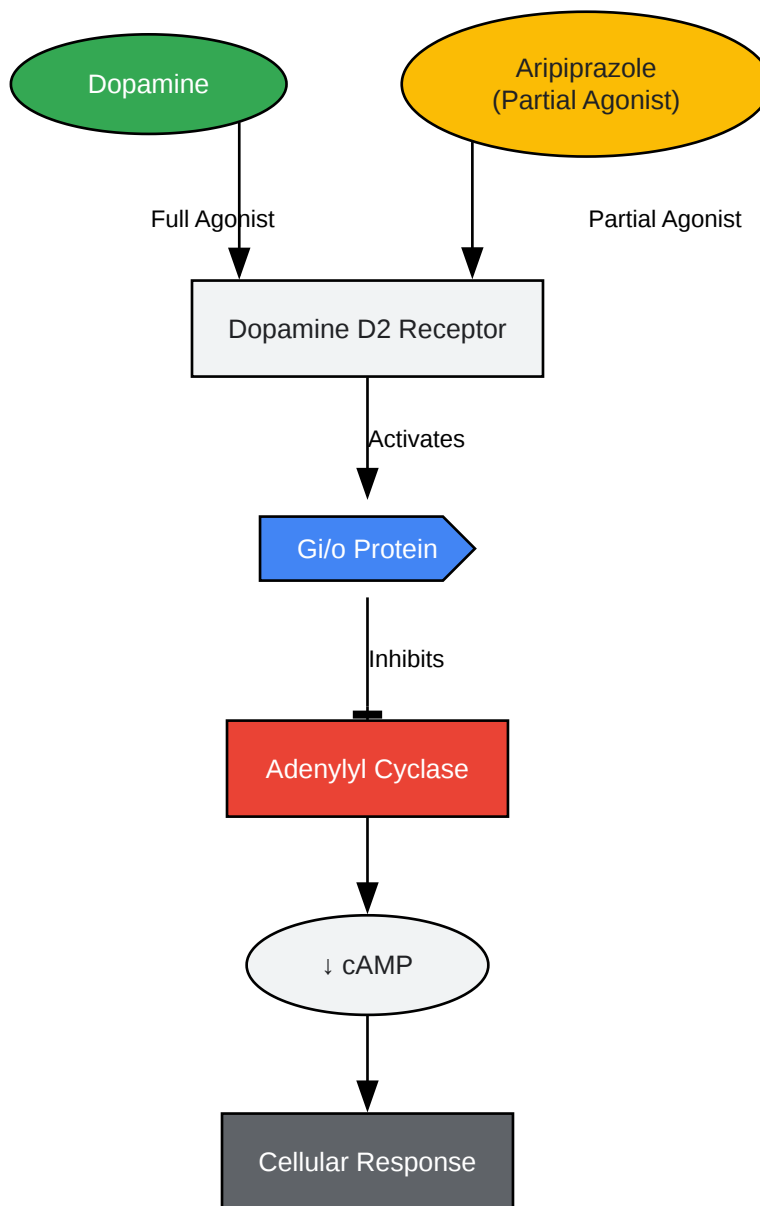 Dopamine
Aripiprazole
(Partial Agonist)
Full Agonist
Partial Agonist
Dopamine D2 Receptor
Activates
Gi/o Protein
Inhibits
Adenylyl Cyclase
↓ cAMP
Cellular Response